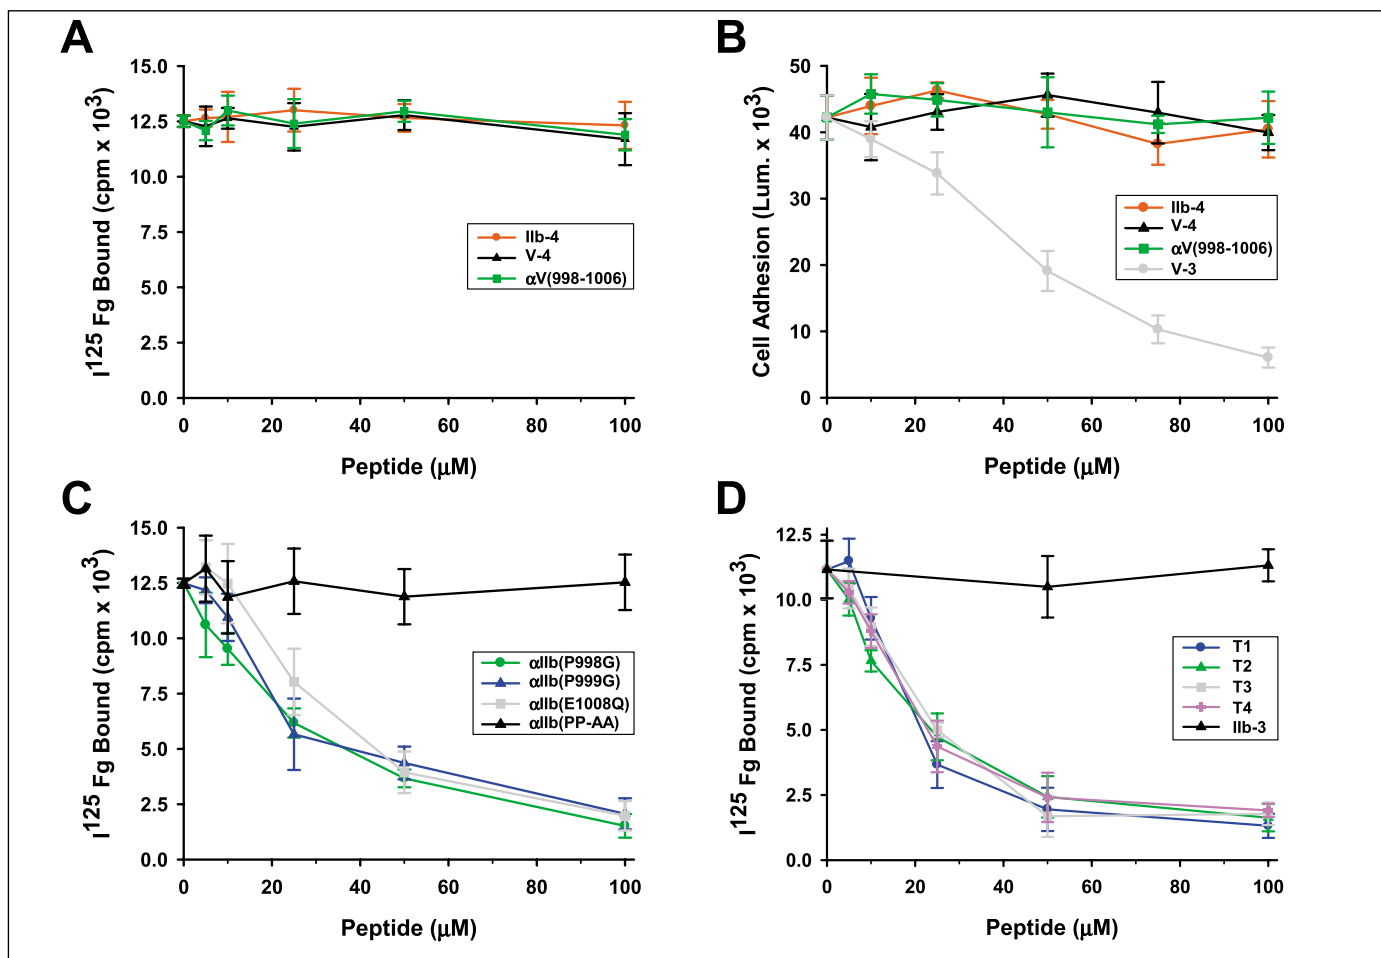 A
B
15.0
12.5
10.0
7.5
5.0
2.5
0.0
I125 Fg Bound (cpm x 103)
IIb-4
V-4
αV(998-1006)
0 20 40 60 80 100
Peptide (μM)
50
40
30
20
10
0
Cell Adhesion (Lum. x 103)
IIb-4
V-4
αV(998-1006)
V-3
0 20 40 60 80 100
Peptide (μM)
C
D
15.0
12.5
10.0
7.5
5.0
2.5
0.0
I125 Fg Bound (cpm x 103)
αIIb(P998G)
αIIb(P999G)
αIIb(E1008Q)
αIIb(PP-AA)
0 20 40 60 80 100
Peptide (μM)
12.5
10.0
7.5
5.0
2.5
0.0
I125 Fg Bound (cpm x 103)
T1
T2
T3
T4
IIb-3
0 20 40 60 80 100
Peptide (μM)